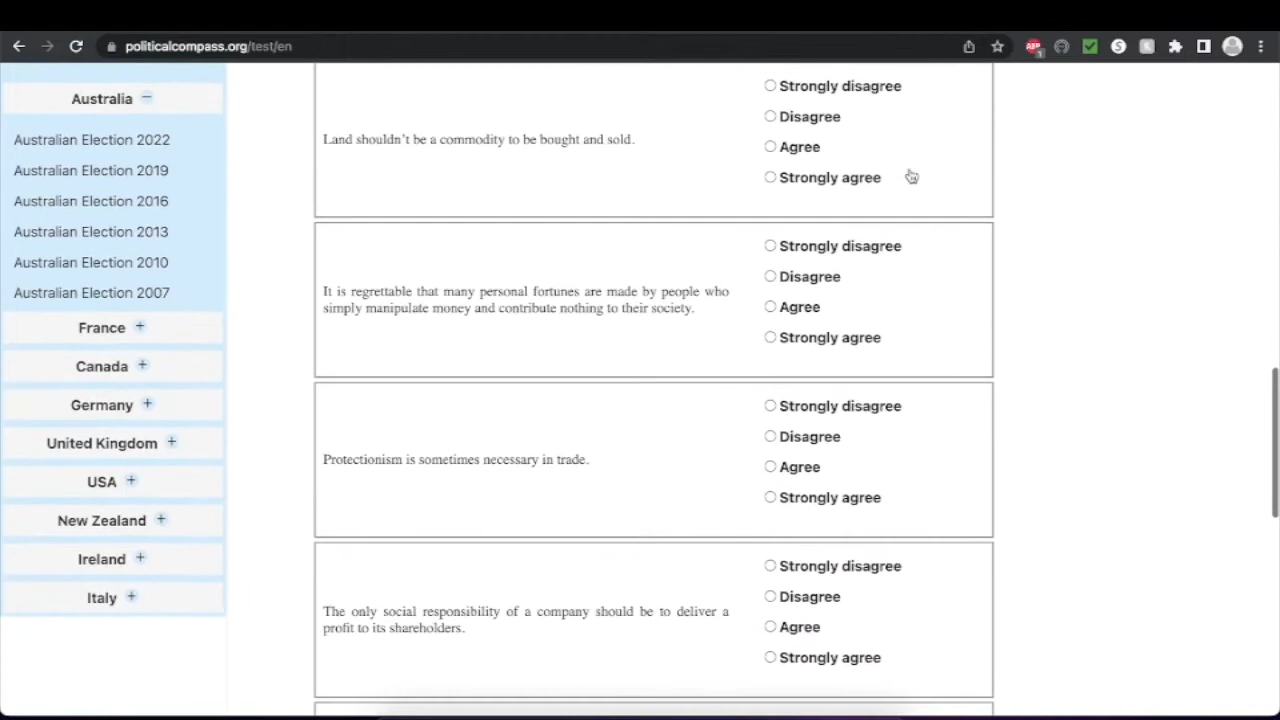 politicalcompass.org/test/en
ABP
1
S
Australia −
Australian Election 2022
Australian Election 2019
Australian Election 2016
Australian Election 2013
Australian Election 2010
Australian Election 2007
France +
Canada +
Germany +
United Kingdom +
USA +
New Zealand +
Ireland +
Italy +
Land shouldn't be a commodity to be bought and sold.
Strongly disagree
Disagree
Agree
Strongly agree
It is regrettable that many personal fortunes are made by people who
simply manipulate money and contribute nothing to their society.
Strongly disagree
Disagree
Agree
Strongly agree
Protectionism is sometimes necessary in trade.
Strongly disagree
Disagree
Agree
Strongly agree
The only social responsibility of a company should be to deliver a
profit to its shareholders.
Strongly disagree
Disagree
Agree
Strongly agree